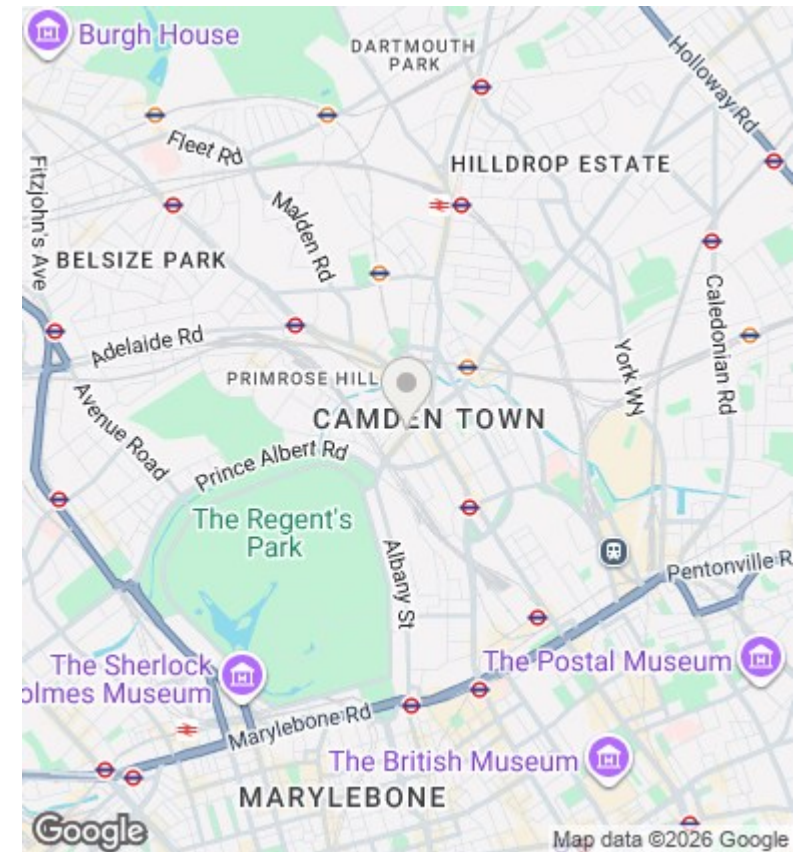 Burgh House
DARTMOUTH
PARK
Holloway Rd
Fleet Rd
HILLDROP ESTATE
Fitzjohn's Ave
Malden Rd
BELSIZE PARK
Caledonian Rd
Adelaide Rd
York WN
PRIMROSE HILL
CAMDEN TOWN
Avenue Road
Prince Albert Rd
The Regent's
Park
Albany St
Pentonville R
The Sherlock
olmes Museum
The Postal Museum
Marylebone Rd
The British Museum
MARYLEBONE
Google
Map data ©2026 Google